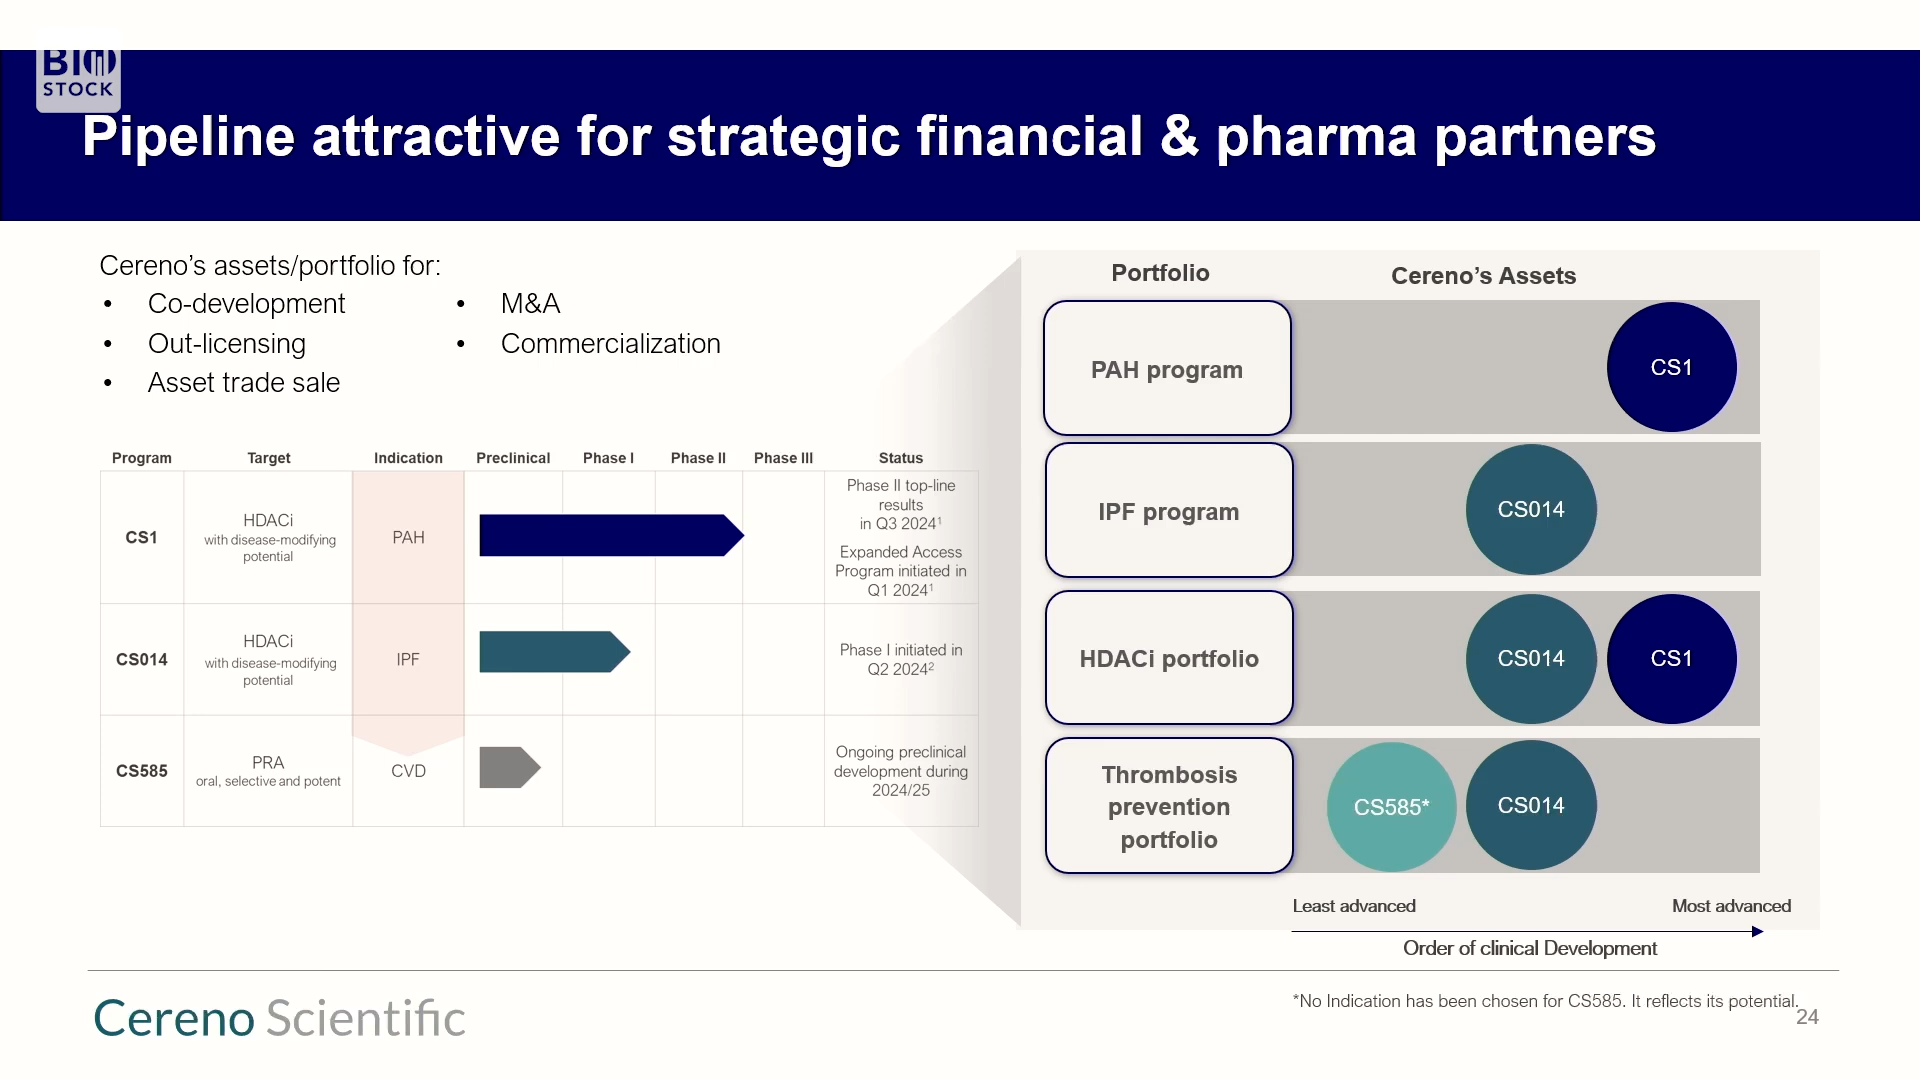 BIO
STOCK
Pipeline attractive for strategic financial & pharma partners
Cereno’s assets/portfolio for:
• Co-development
• Out-licensing
• Asset trade sale
• M&A
• Commercialization
Program Target Indication Preclinical Phase I Phase II Phase III Status
CS1
HDACi
with disease-modifying
potential
PAH
Phase II top-line
results
in Q3 2024¹
Expanded Access
Program initiated in
Q1 2024¹
CS014
HDACi
with disease-modifying
potential
IPF
Phase I initiated in
Q2 2024²
CS585
PRA
oral, selective and potent
CVD
Ongoing preclinical
development during
2024/25
Portfolio Cereno’s Assets
PAH program CS1
IPF program CS014
HDACi portfolio CS014 CS1
Thrombosis
prevention
portfolio
CS585* CS014
Least advanced Most advanced
Order of clinical Development
Cereno Scientific
*No Indication has been chosen for CS585. It reflects its potential.
24